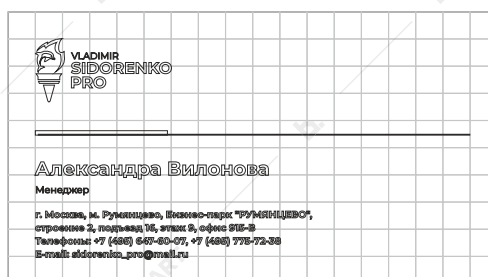 VLADIMIR
SIDORENKO
PRO
Александра Вилонова
Менеджер
г. Москва, м. Румянцево, Бизнес-парк "РУМЯНЦЕВО",
строение 2, подъезд 16, этаж 9, офис 915-В
Телефоны: +7 (495) 647-60-07, +7 (495) 775-72-38
E-mail: sidorenko_pro@mail.ru